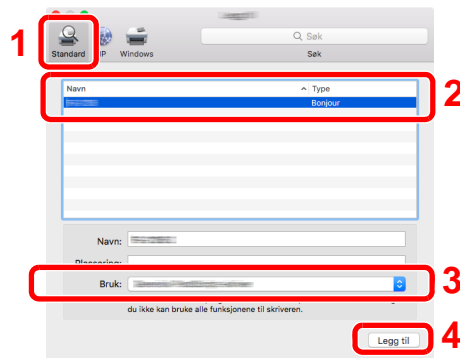 1
Q Søk
Standard IP Windows Søk
2
Navn Type
Bonjour
Navn:
Plassering:
3
Bruk:
du ikke kan bruke alle funksjonene til skriveren.
4
Legg til